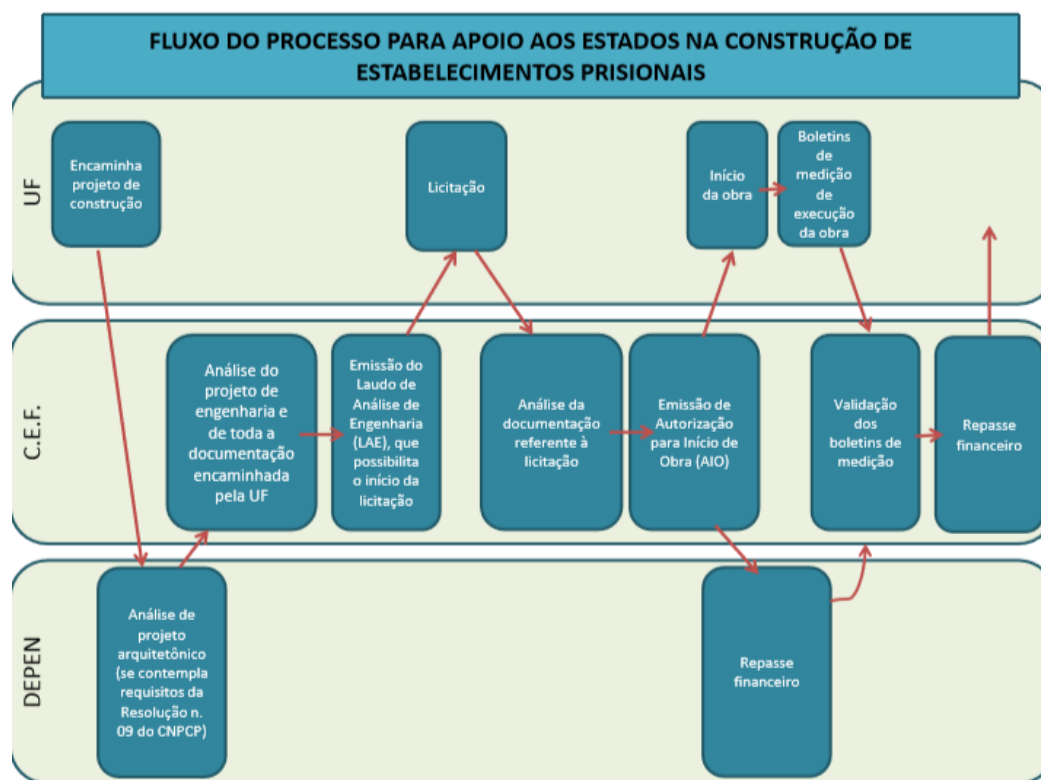 FLUXO DO PROCESSO PARA APOIO AOS ESTADOS NA CONSTRUÇÃO DE
ESTABELECIMENTOS PRISIONAIS
UF
Encaminha
projeto de
construção
Licitação
Início
da obra
Boletins
de
medição
de
execução
da obra
C.E.F.
Análise do
projeto de
engenharia e
de toda a
documentação
encaminhada
pela UF
Emissão do
Laudo de
Análise de
Engenharia
(LAE), que
possibilita
o início da
licitação
Análise da
documentação
referente à
licitação
Emissão de
Autorização
para Início de
Obra (AIO)
Validação
dos
boletins de
medição
Repasse
financeiro
DEPEN
Análise de
projeto
arquitetônico
(se contempla
requisitos da
Resolução n.
09 do CNPCP)
Repasse
financeiro